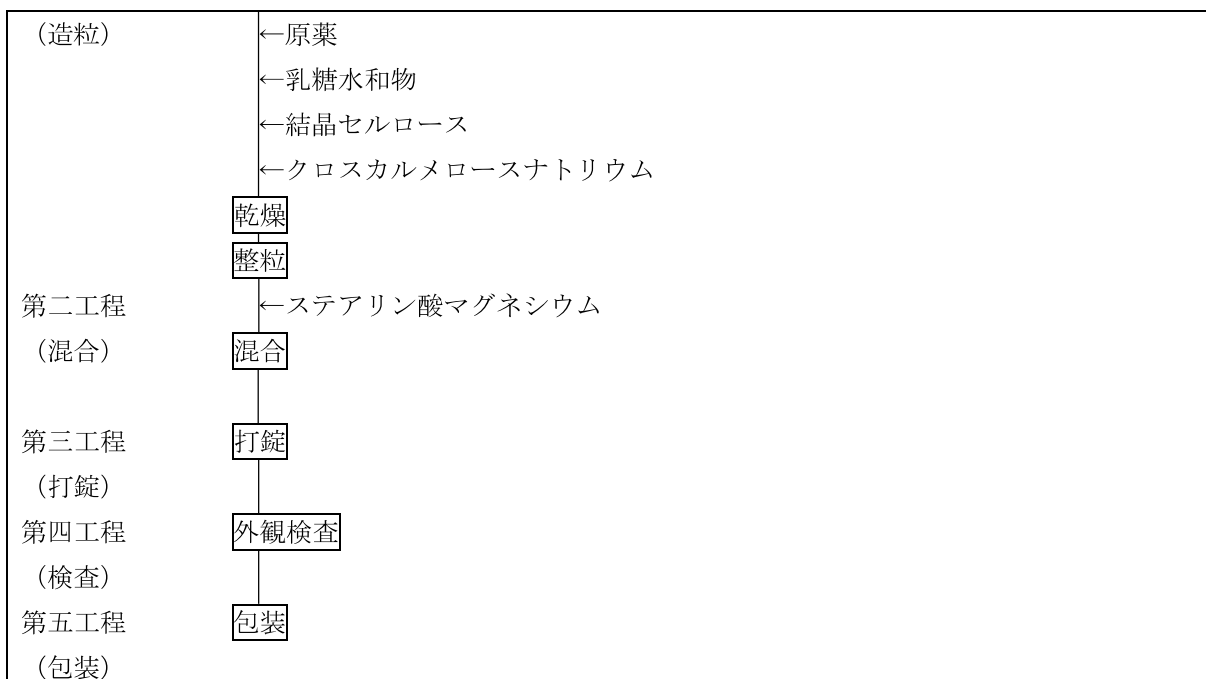 （造粒） ←原薬
←乳糖水和物
←結晶セルロース
←クロスカルメロースナトリウム
乾燥
整粒
第二工程 ←ステアリン酸マグネシウム
（混合） 混合
第三工程 打錠
（打錠）
第四工程 外観検査
（検査）
第五工程 包装
（包装）